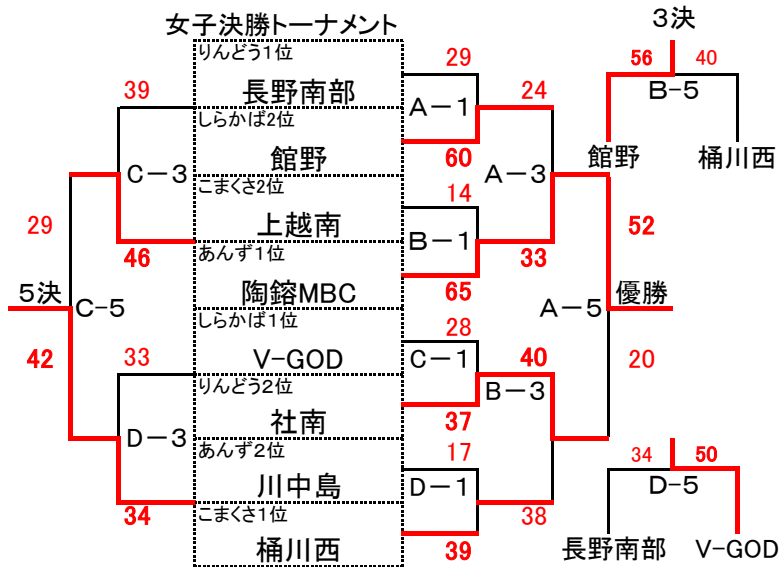 女子決勝トーナメント
3決
りんどう1位
長野南部
しらかば2位
館野
こまくさ2位
上越南
あんず1位
陶鎔MBC
しらかば1位
V-GOD
りんどう2位
社南
あんず2位
川中島
こまくさ1位
桶川西
39
C-3
46
29
5決
C-5
42
33
D-3
34
29
A-1
60
14
B-1
65
28
C-1
37
17
D-1
39
24
A-3
33
40
B-3
38
52
A-5
優勝
20
56
40
B-5
館野
桶川西
34
50
D-5
長野南部
V-GOD